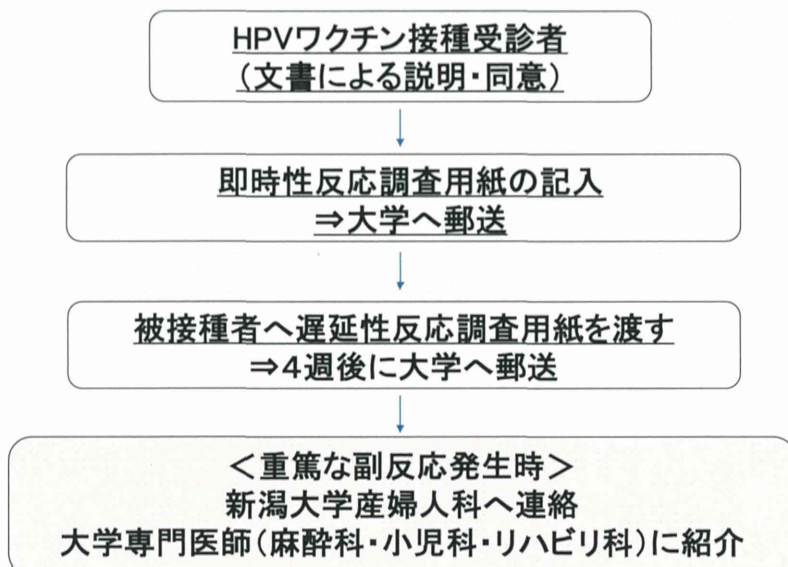 HPVワクチン接種受診者
（文書による説明・同意）
即時性反応調査用紙の記入
⇒大学へ郵送
被接種者へ遅延性反応調査用紙を渡す
⇒4週後に大学へ郵送
＜重篤な副反応発生時＞
新潟大学産婦人科へ連絡
大学専門医師（麻酔科・小児科・リハビリ科）に紹介